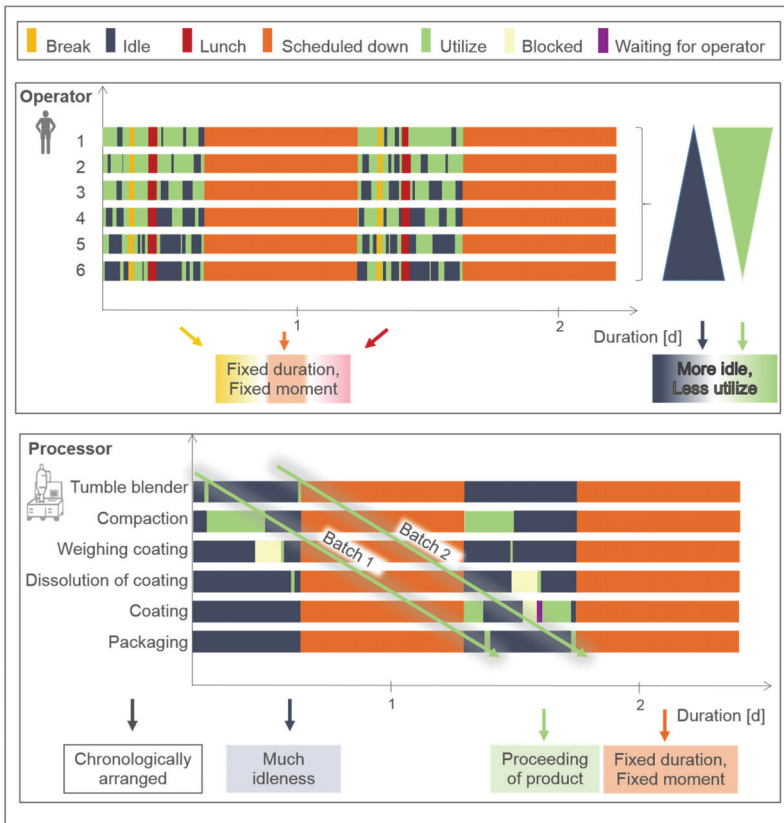 Break Idle Lunch Scheduled down Utilize Blocked Waiting for operator
Operator
1
2
3
4
5
6
1 2
Duration [d]
Fixed duration,
Fixed moment
More idle,
Less utilize
Processor
Tumble blender
Compaction
Weighing coating
Dissolution of coating
Coating
Packaging
Batch 1
Batch 2
1 2
Duration [d]
Chronologically
arranged
Much
idleness
Proceeding
of product
Fixed duration,
Fixed moment